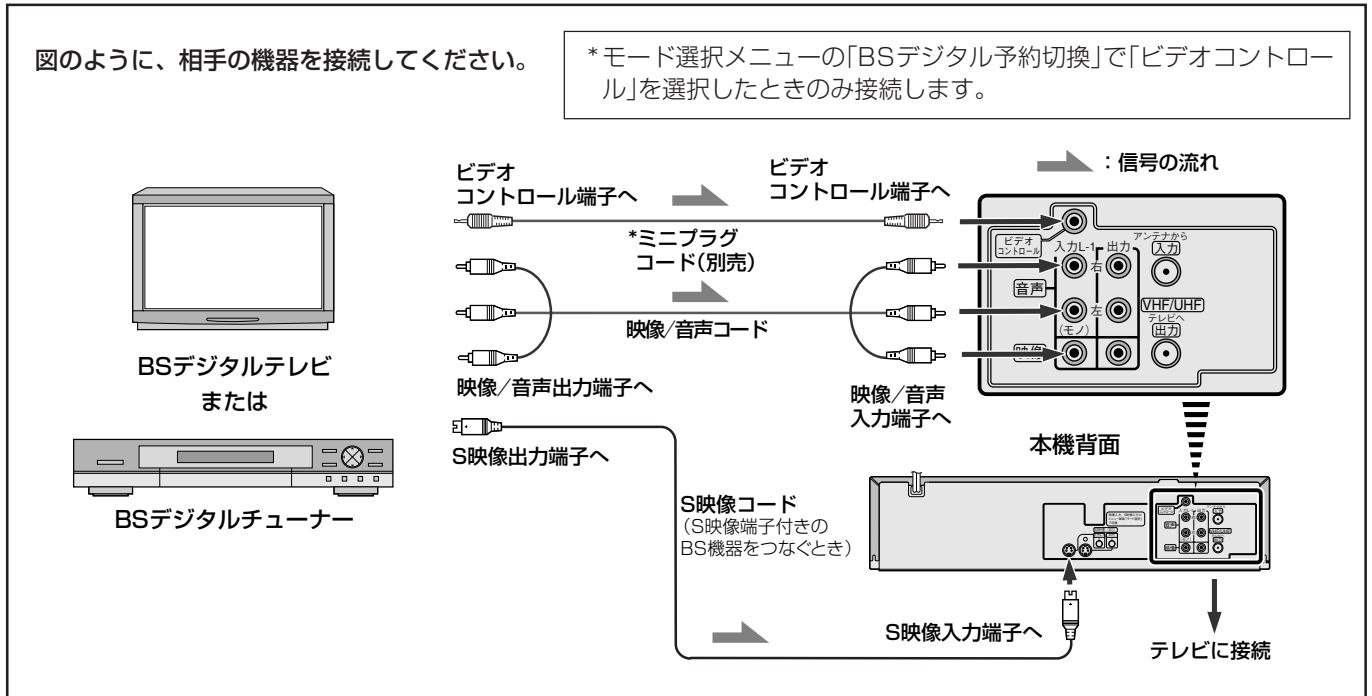 図のように、相手の機器を接続してください。
*モード選択メニューの「BSデジタル予約切換」で「ビデオコントロー
ル」を選択したときのみ接続します。
：信号の流れ
ビデオ
コントロール端子へ
ビデオ
コントロール端子へ
*ミニプラグ
コード(別売)
映像/音声コード
映像/音声出力端子へ
映像/音声
入力端子へ
ビデオ
コントロール
入力L-1
出力
アンテナから
入力
右
音声
左
(モノ)
VHF/UHF
テレビへ
出力
映像
BSデジタルテレビ
または
BSデジタルチューナー
S映像出力端子へ
S映像コード
(S映像端子付きの
BS機器をつなぐとき)
本機背面
S映像入力端子へ
テレビに接続